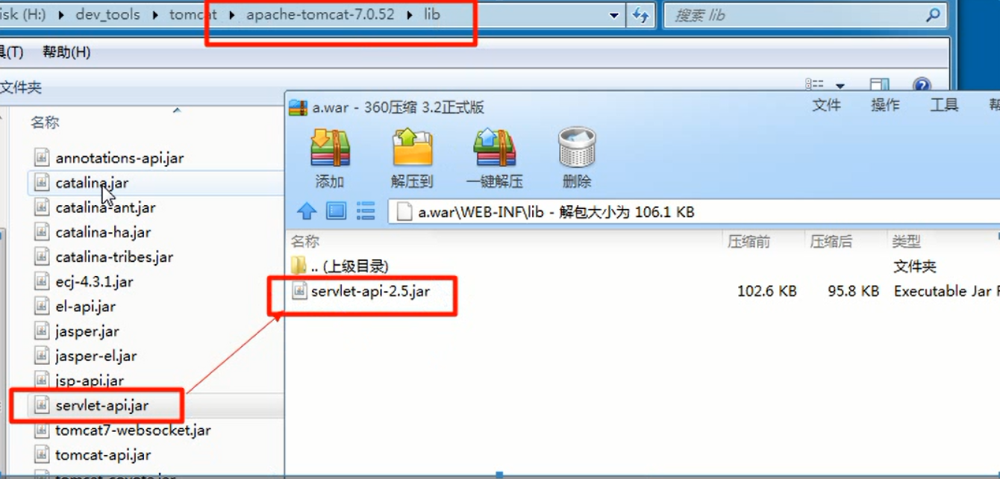 isk (H:) ▸ dev_tools ▸ tomcat ▸ apache-tomcat-7.0.52 ▸ lib
搜索 lib
具(T) 帮助(H)
文件夹
名称
annotations-api.jar
catalina.jar
catalina-ant.jar
catalina-ha.jar
catalina-tribes.jar
ecj-4.3.1.jar
el-api.jar
jasper.jar
jasper-el.jar
jsp-api.jar
servlet-api.jar
tomcat7-websocket.jar
tomcat-api.jar
tomcat-coyote.jar
a.war - 360压缩 3.2正式版
文件 操作 工具 帮
添加 解压到 一键解压 删除
a.war\WEB-INF\lib - 解包大小为 106.1 KB
名称 压缩前 压缩后 类型
.. (上级目录) 文件夹
servlet-api-2.5.jar 102.6 KB 95.8 KB Executable Jar F